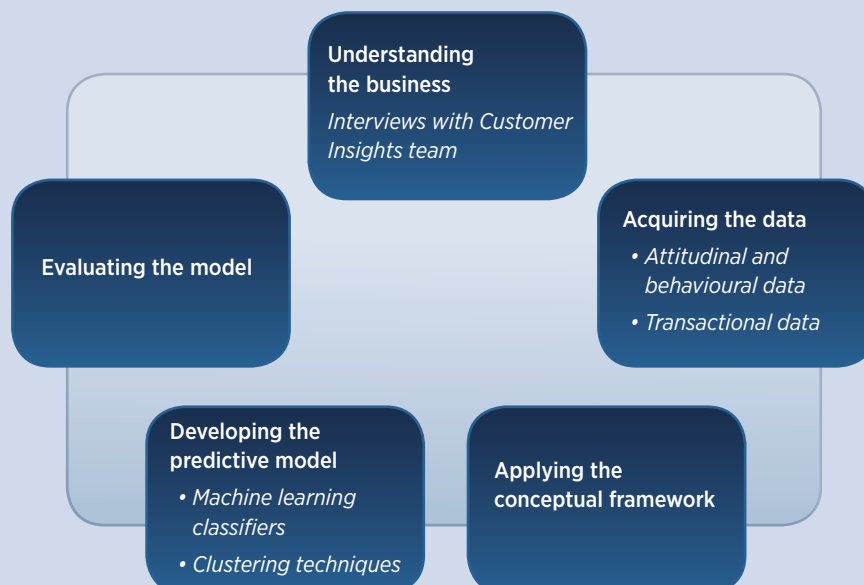 Understanding
the business
Interviews with Customer
Insights team
Acquiring the data
• Attitudinal and
behavioural data
• Transactional data
Applying the
conceptual framework
Developing the
predictive model
• Machine learning
classifiers
• Clustering techniques
Evaluating the model